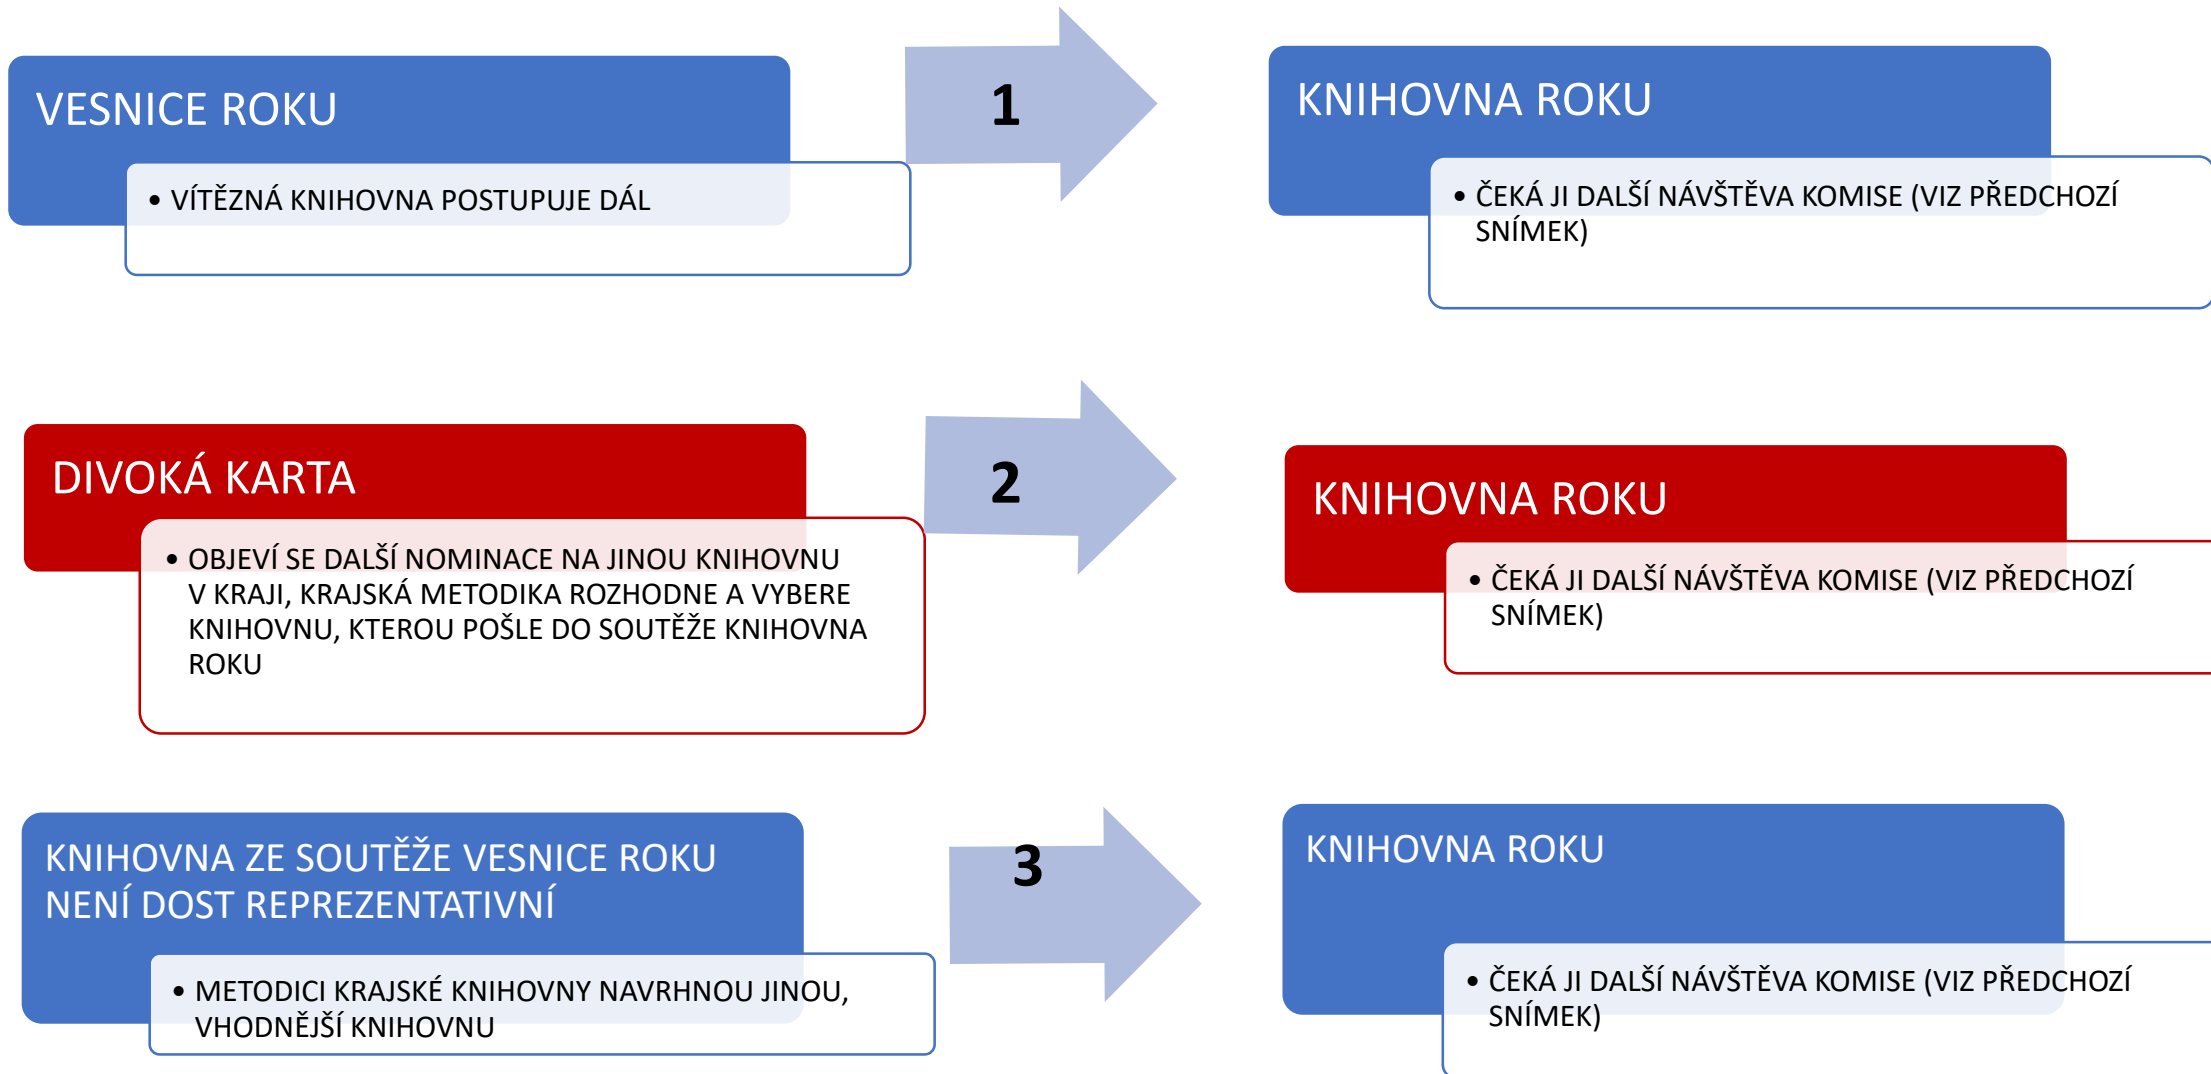 VESNICE ROKU
• VÍTĚZNÁ KNIHOVNA POSTUPUJE DÁL
1
KNIHOVNA ROKU
• ČEKÁ JI DALŠÍ NÁVŠTĚVA KOMISE (VIZ PŘEDCHOZÍ
SNÍMEK)
DIVOKÁ KARTA
• OBJEVÍ SE DALŠÍ NOMINACE NA JINOU KNIHOVNU
V KRAJI, KRAJSKÁ METODIKA ROZHODNE A VYBERE
KNIHOVNU, KTEROU POŠLE DO SOUTĚŽE KNIHOVNA
ROKU
2
KNIHOVNA ROKU
• ČEKÁ JI DALŠÍ NÁVŠTĚVA KOMISE (VIZ PŘEDCHOZÍ
SNÍMEK)
KNIHOVNA ZE SOUTĚŽE VESNICE ROKU
NENÍ DOST REPREZENTATIVNÍ
• METODICI KRAJSKÉ KNIHOVNY NAVRHNOU JINOU,
VHODNĚJŠÍ KNIHOVNU
3
KNIHOVNA ROKU
• ČEKÁ JI DALŠÍ NÁVŠTĚVA KOMISE (VIZ PŘEDCHOZÍ
SNÍMEK)